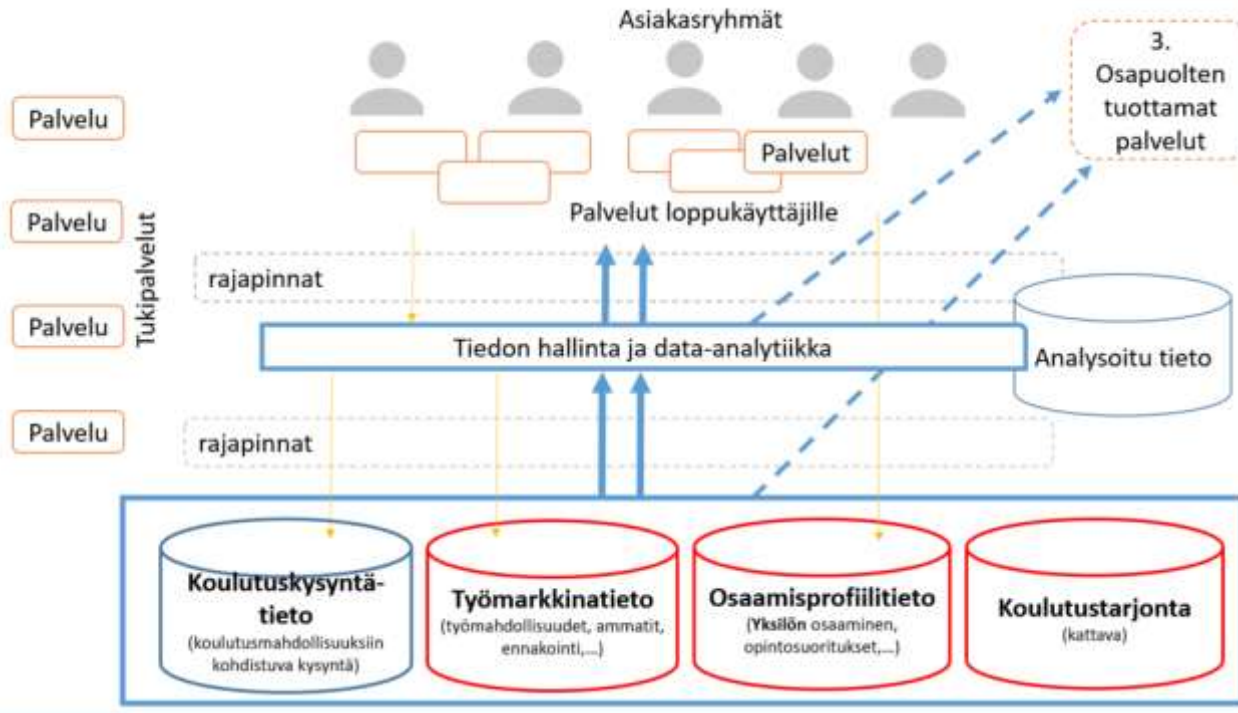 Asiakasryhmät
3.
Osapuolten
tuottamat
palvelut
Palvelu
Palvelut
Palvelu
Palvelut loppukäyttäjille
Tukipalvelut
rajapinnat
Palvelu
Tiedon hallinta ja data-analytiikka
Analysoitu tieto
Palvelu
rajapinnat
Koulutuskysyntä-
tieto
(koulutusmahdollisuuksiin
kohdistuva kysyntä)
Työmarkkinatieto
(työmahdollisuudet, ammatit,
ennakointi,...)
Osaamisprofiilitieto
(Yksilön osaaminen,
opintosuoritukset,...)
Koulutustarjonta
(kattava)